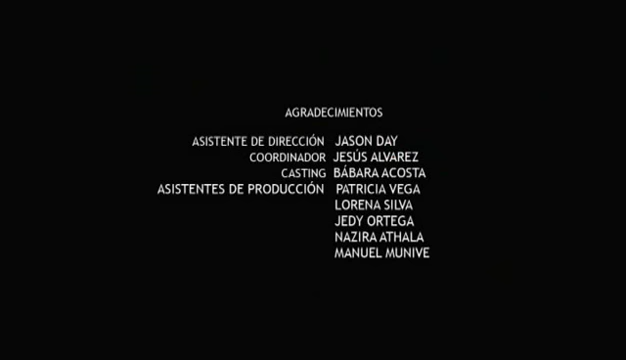 AGRADECIMIENTOS
ASISTENTE DE DIRECCIÓN JASON DAY
COORDINADOR JESÚS ALVAREZ
CASTING BÁBARA ACOSTA
ASISTENTES DE PRODUCCIÓN PATRICIA VEGA
LORENA SILVA
JEDY ORTEGA
NAZIRA ATHALA
MANUEL MUNIVE